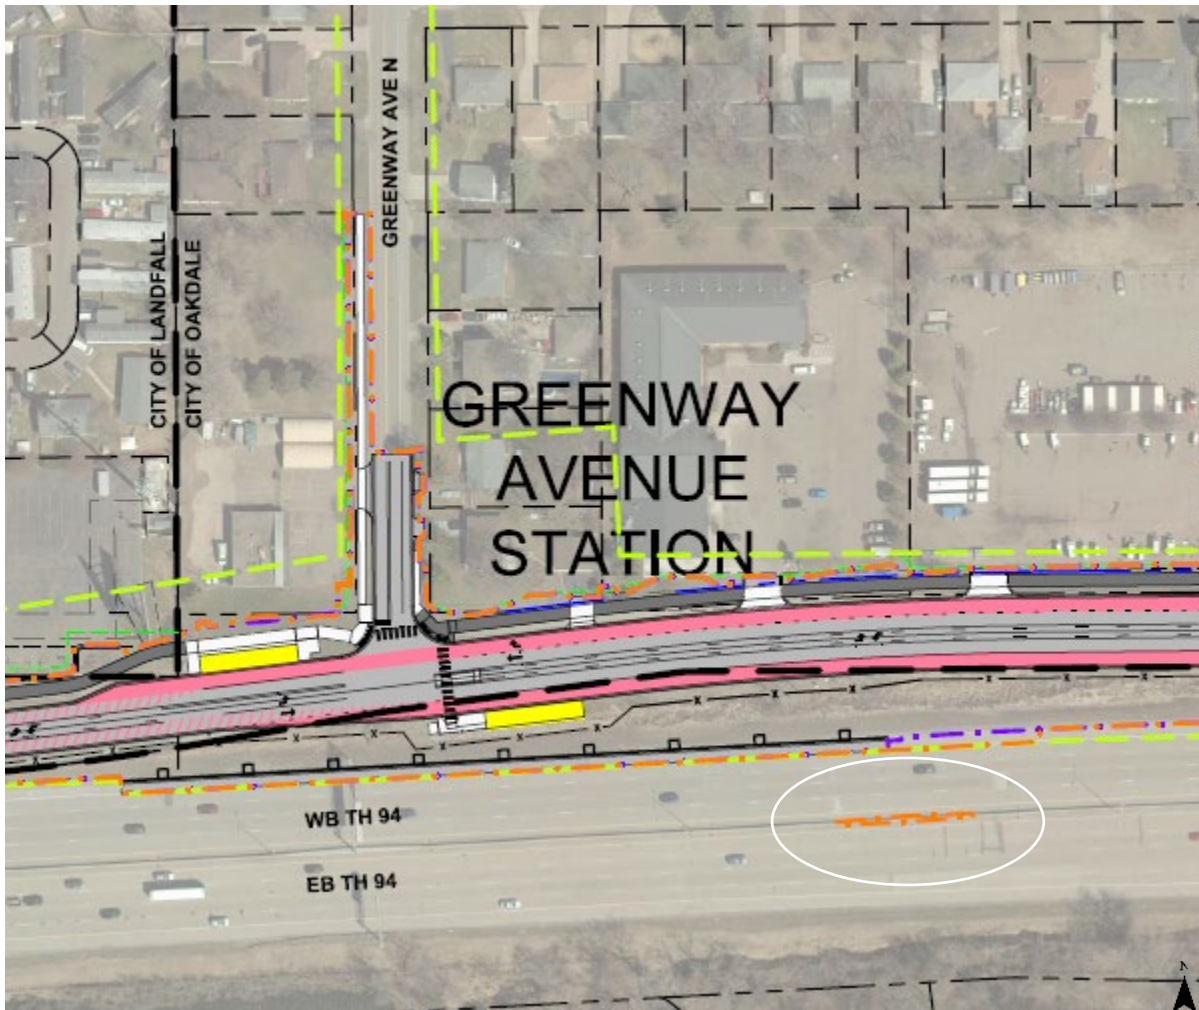 GREENWAY AVE N
CITY OF LANDFALL
CITY OF OAKDALE
GREENWAY
AVENUE
STATION
WB TH 94
EB TH 94
N